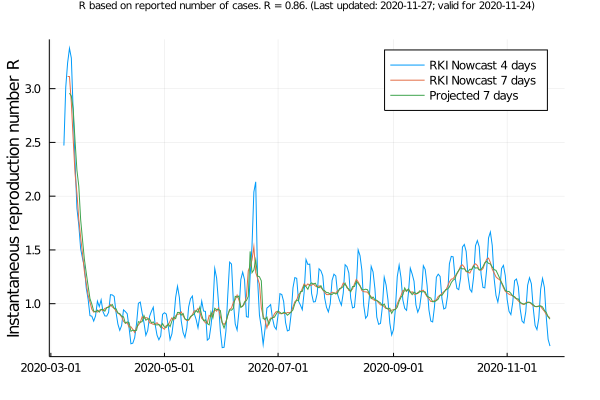 R based on reported number of cases. R = 0.86. (Last updated: 2020-11-27; valid for 2020-11-24)
Instantaneous reproduction number R
3.0
2.5
2.0
1.5
1.0
RKI Nowcast 4 days
RKI Nowcast 7 days
Projected 7 days
2020-03-01
2020-05-01
2020-07-01
2020-09-01
2020-11-01